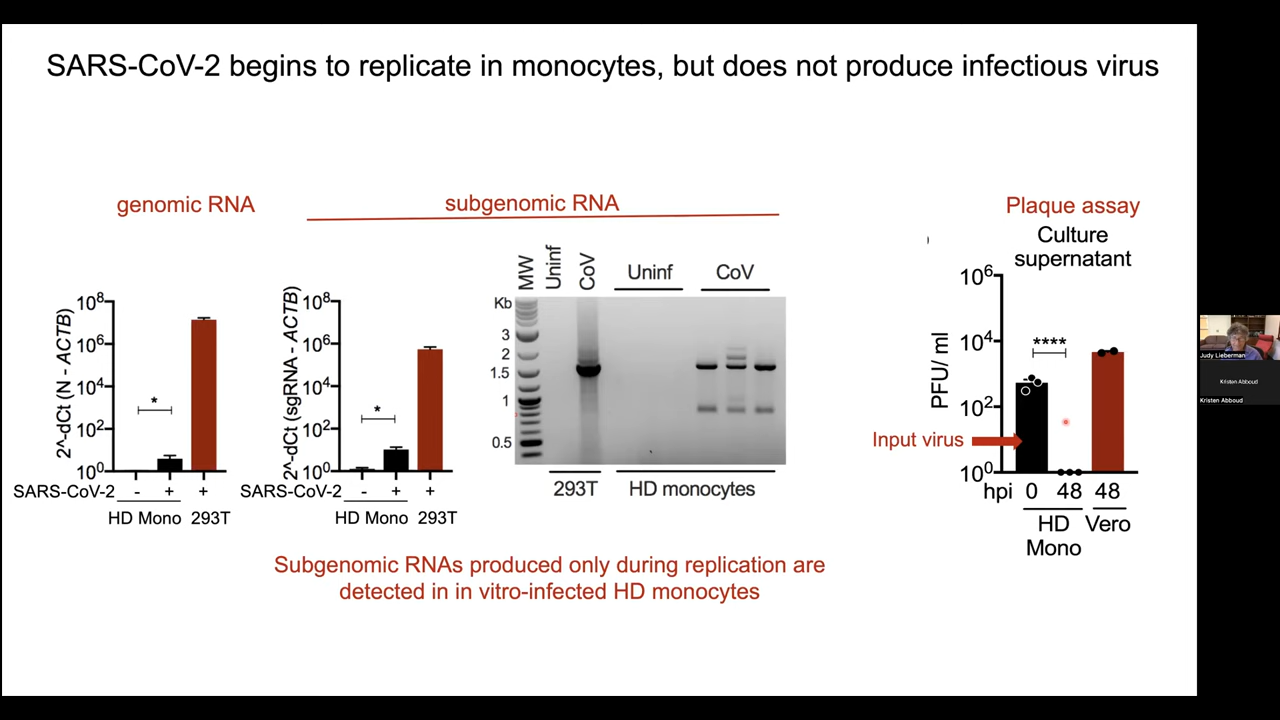 SARS-CoV-2 begins to replicate in monocytes, but does not produce infectious virus
genomic RNA
2^-dCt (N - ACTB)
10^8
10^6
10^4
10^2
10^0
*
SARS-CoV-2 - + +
HD Mono 293T
subgenomic RNA
2^-dCt (sgRNA - ACTB)
10^8
10^6
10^4
10^2
10^0
*
SARS-CoV-2 - + +
HD Mono 293T
MW Uninf CoV Uninf CoV
Kb
3
2
1.5
1
0.5
293T HD monocytes
Plaque assay
Culture
supernatant
PFU/ ml
10^6
10^4
10^2
10^0
****
Input virus
hpi 0 48 48
HD Vero
Mono
Subgenomic RNAs produced only during replication are
detected in in vitro-infected HD monocytes
Judy Lieberman
Kristen Abboud
Kristen Abboud